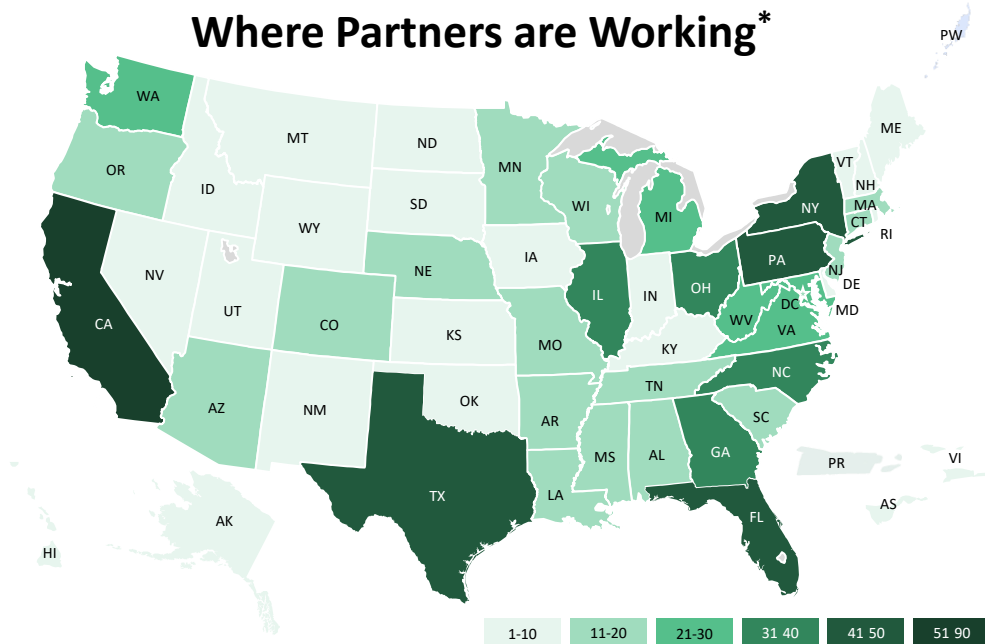 Where Partners are Working*
PW
WA
ME
MT
ND
VT
MN
OR
NH
ID
SD
WI
MA
NY
MI
CT
WY
RI
IA
PA
NE
NJ
NV
OH
DE
IL
IN
UT
DC
MD
CO
WV
CA
VA
KS
MO
KY
NC
TN
OK
AZ
NM
SC
AR
GA
MS
AL
VI
PR
TX
LA
AS
FL
AK
HI
1-10
11-20
21-30
31 40
41 50
51 90